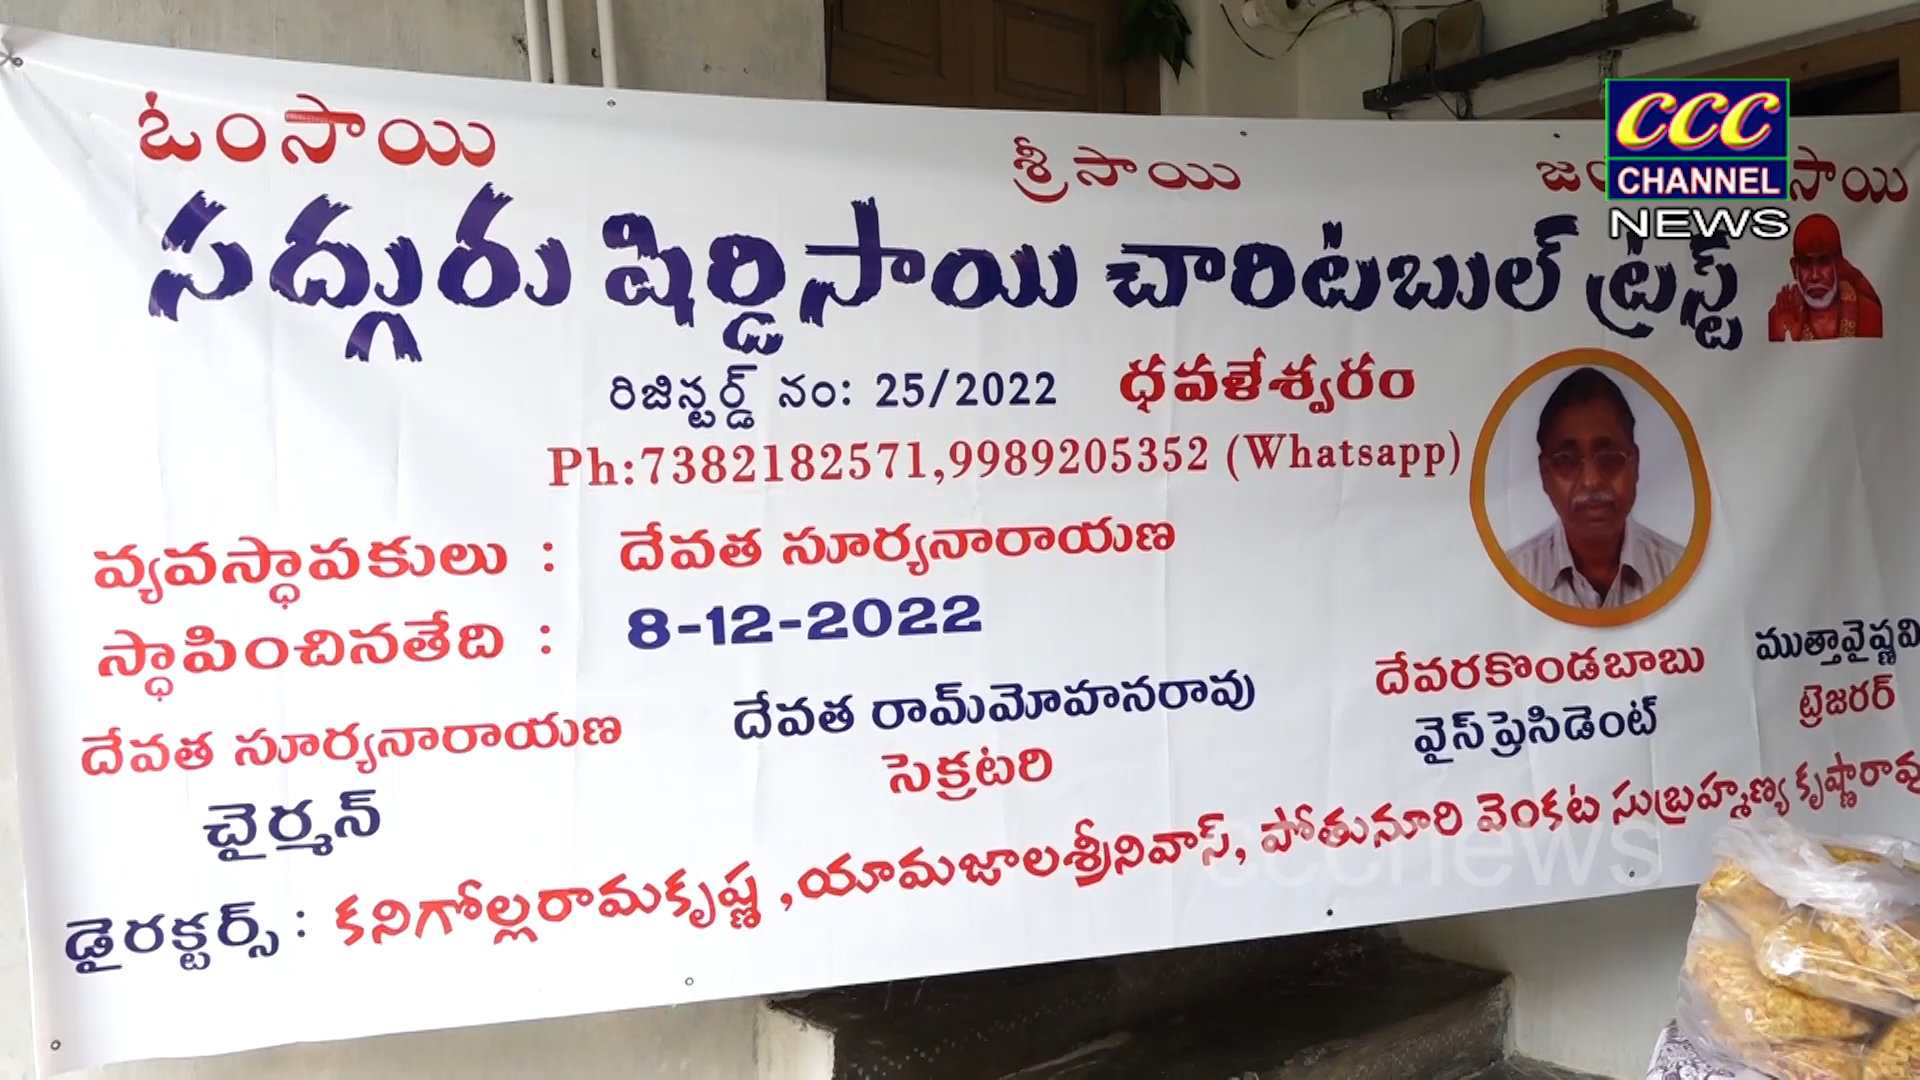 ఓంసాయి శ్రీసాయి సాయి
CCC
CHANNEL
NEWS
సద్గురు షిర్డిసాయి చారిటబుల్ ట్రస్ట్
రిజిస్టర్డ్ నం: 25/2022 ధవళేశ్వరం
Ph:7382182571,9989205352 (Whatsapp)
వ్యవస్థాపకులు : దేవత సూర్యనారాయణ
స్థాపించినతేది : 8-12-2022
దేవత సూర్యనారాయణ దేవత రామ్‌మోహనరావు దేవరకొండబాబు ముత్తావైష్ణవి
చైర్మన్ సెక్రటరి వైస్‌ప్రెసిడెంట్ ట్రెజరర్
డైరక్టర్స్ : కనిగోల్లరామకృష్ణ ,యామజాలశ్రీనివాస్, పోతునూరి వెంకట సుబ్రహ్మణ్య కృష్ణారావు
cccnews